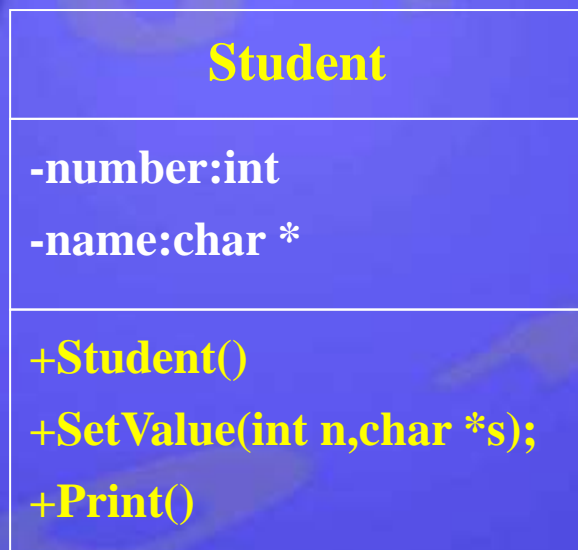 Student
-number:int
-name:char *
+Student()
+SetValue(int n,char *s);
+Print()